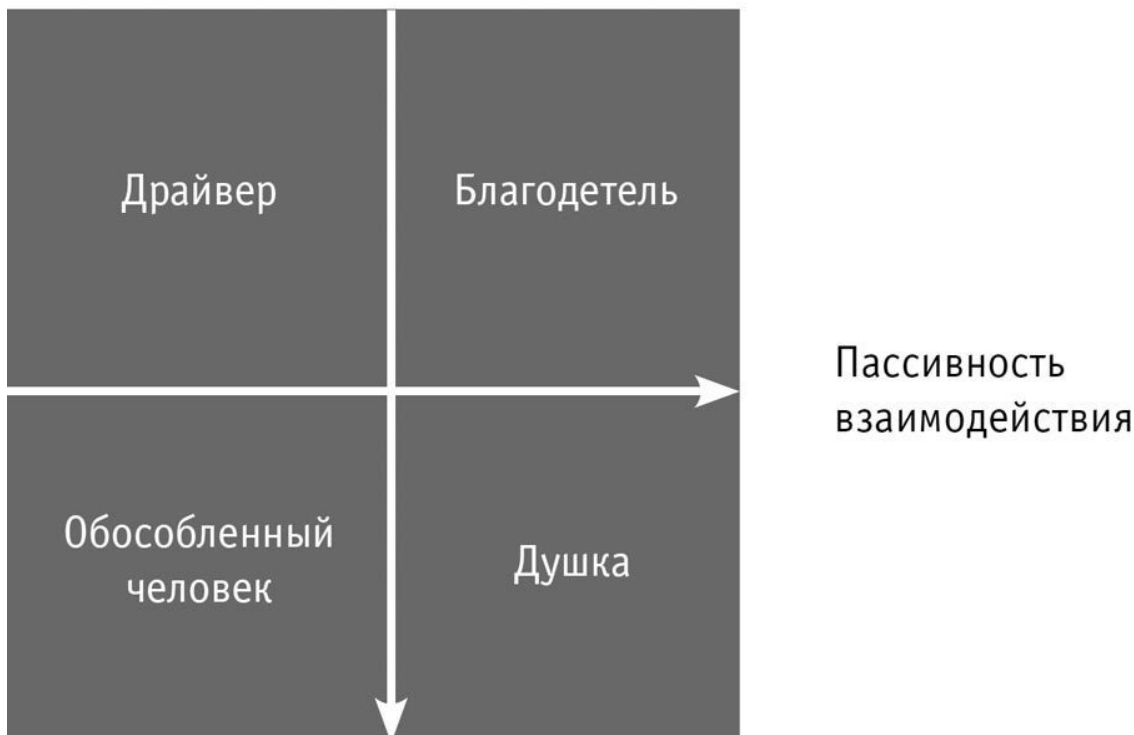 Драйвер
Благодетель
Пассивность
взаимодействия
Обособленный
человек
Душка